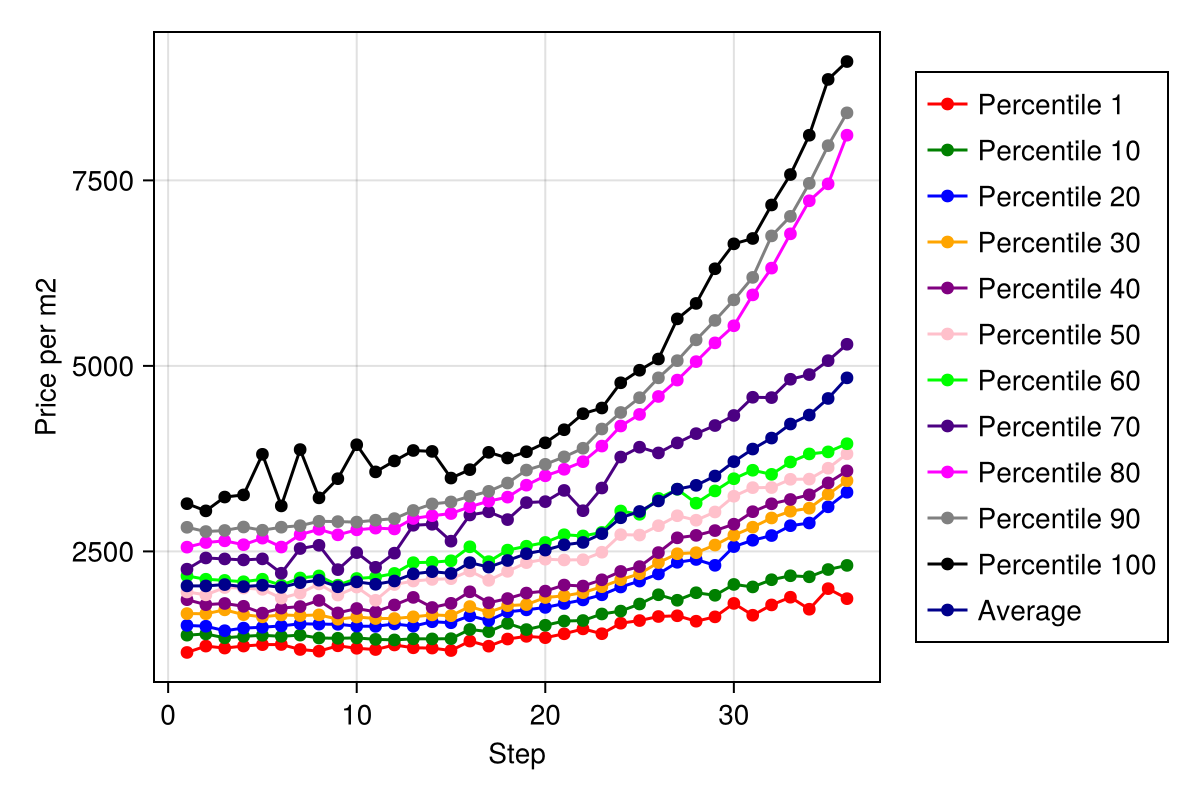 7500
5000
2500
Price per m2
0 10 20 30
Step
Percentile 1
Percentile 10
Percentile 20
Percentile 30
Percentile 40
Percentile 50
Percentile 60
Percentile 70
Percentile 80
Percentile 90
Percentile 100
Average